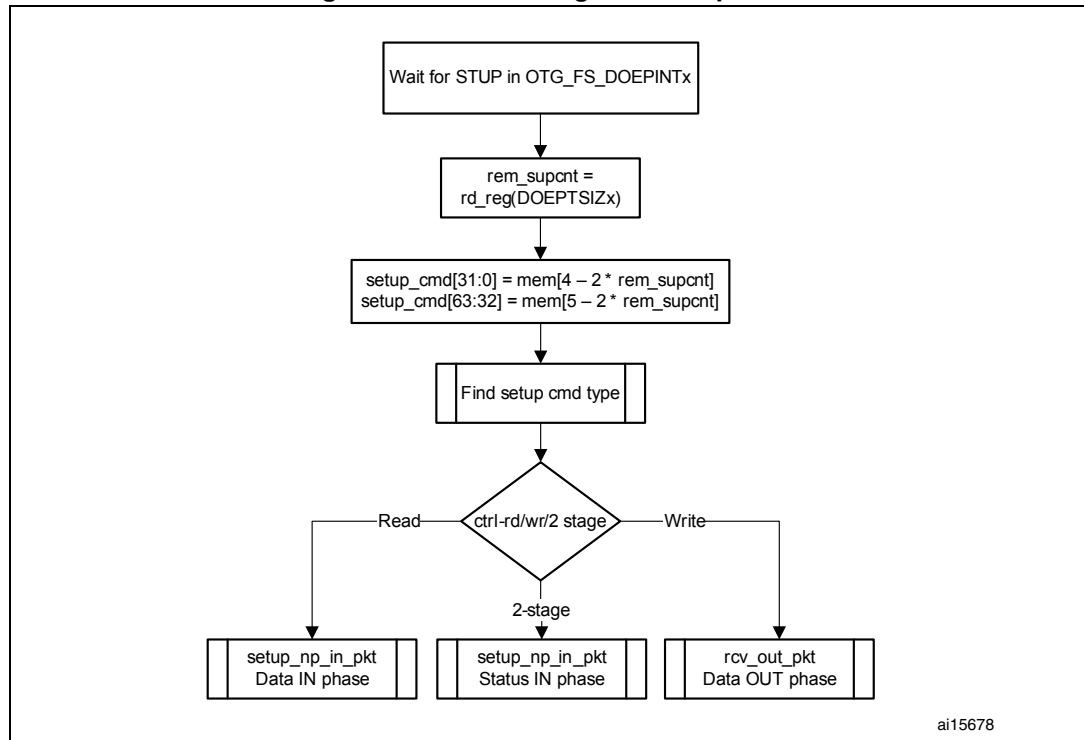 Wait for STUP in OTG_FS_DOEPINTx
rem_supcnt =
rd_reg(DOEPTSIZx)
setup_cmd[31:0] = mem[4 – 2 * rem_supcnt]
setup_cmd[63:32] = mem[5 – 2 * rem_supcnt]
Find setup cmd type
Read
ctrl-rd/wr/2 stage
Write
2-stage
setup_np_in_pkt
Data IN phase
setup_np_in_pkt
Status IN phase
rcv_out_pkt
Data OUT phase
ai15678